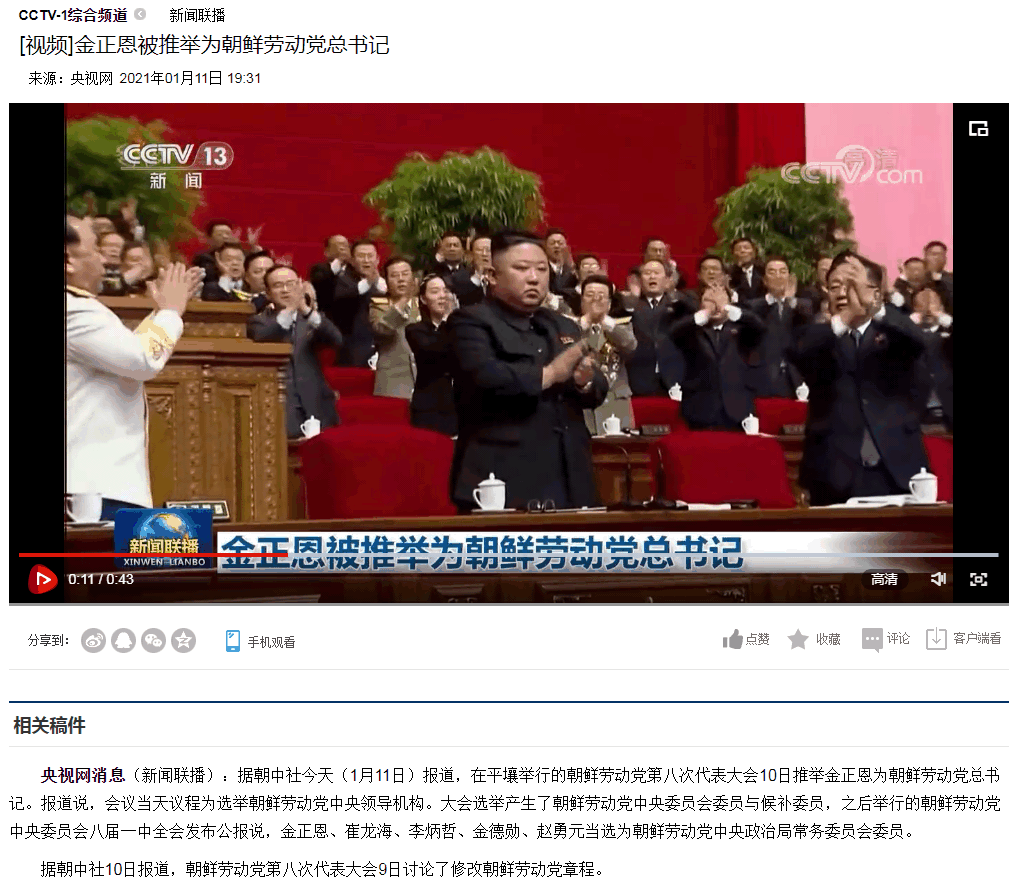 CCTV-1综合频道 新闻联播
[视频]金正恩被推举为朝鲜劳动党总书记
来源：央视网 2021年01月11日 19:31
CCTV 13
新闻
高清
CCTV.com
新闻联播
XINWEN LIANBO
金正恩被推举为朝鲜劳动党总书记
0:11 / 0:43
高清
分享到：
手机观看
点赞
收藏
评论
客户端看
相关稿件
央视网消息（新闻联播）：据朝中社今天（1月11日）报道，在平壤举行的朝鲜劳动党第八次代表大会10日推举金正恩为朝鲜劳动党总书
记。报道说，会议当天议程为选举朝鲜劳动党中央领导机构。大会选举产生了朝鲜劳动党中央委员会委员与候补委员，之后举行的朝鲜劳动党
中央委员会八届一中全会发布公报说，金正恩、崔龙海、李炳哲、金德勋、赵勇元当选为朝鲜劳动党中央政治局常务委员会委员。
据朝中社10日报道，朝鲜劳动党第八次代表大会9日讨论了修改朝鲜劳动党章程。